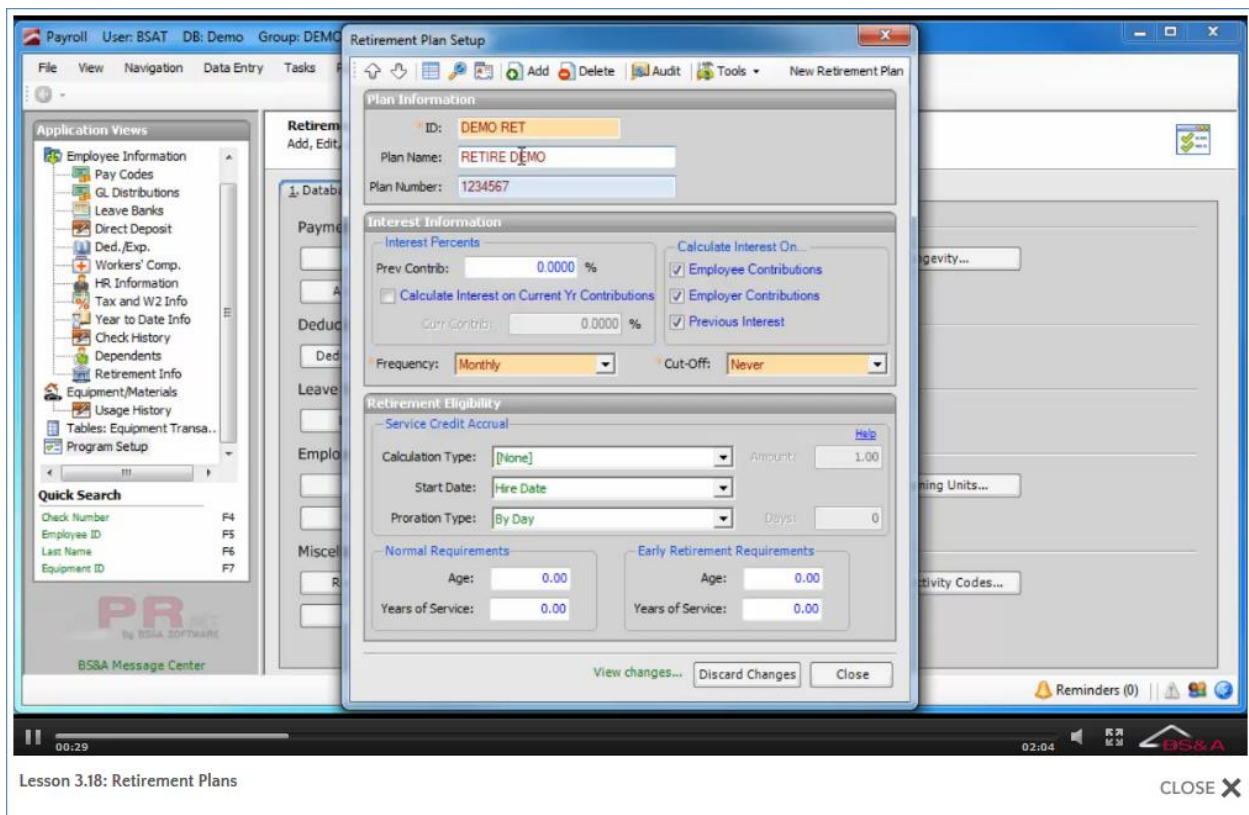 Payroll User: BSAT DB: Demo Group: DEMO
File View Navigation Data Entry Tasks
Application Views
Employee Information
Pay Codes
GL Distributions
Leave Banks
Direct Deposit
Ded./Exp.
Workers' Comp.
HR Information
Tax and W2 Info
Year to Date Info
Check History
Dependents
Retirement Info
Equipment/Materials
Usage History
Tables: Equipment Transa..
Program Setup
Quick Search
Check Number F4
Employee ID F5
Last Name F6
Equipment ID F7
PR
by BS&A SOFTWARE
BS&A Message Center
Retirem
Add, Edit,
1. Databa
Payme
A
Deduc
Ded
Leave
Emplo
Miscel
R
Retirement Plan Setup
Add Delete Audit Tools New Retirement Plan
Plan Information
*ID: DEMO RET
Plan Name: RETIRE DEMO
Plan Number: 1234567
Interest Information
Interest Percents
Prev Contrib: 0.0000 %
Calculate Interest on Current Yr Contributions
Curr Contrib: 0.0000 %
Calculate Interest On...
Employee Contributions
Employer Contributions
Previous Interest
*Frequency: Monthly *Cut-Off: Never
Retirement Eligibility
Service Credit Accrual
Help
Calculation Type: [None] Amount: 1.00
Start Date: Hire Date
Proration Type: By Day Days: 0
Normal Requirements
Age: 0.00
Years of Service: 0.00
Early Retirement Requirements
Age: 0.00
Years of Service: 0.00
View changes... Discard Changes Close
gevity...
ning Units...
tivity Codes...
Reminders (0)
00:29 02:04 BS&A
Lesson 3.18: Retirement Plans
CLOSE X